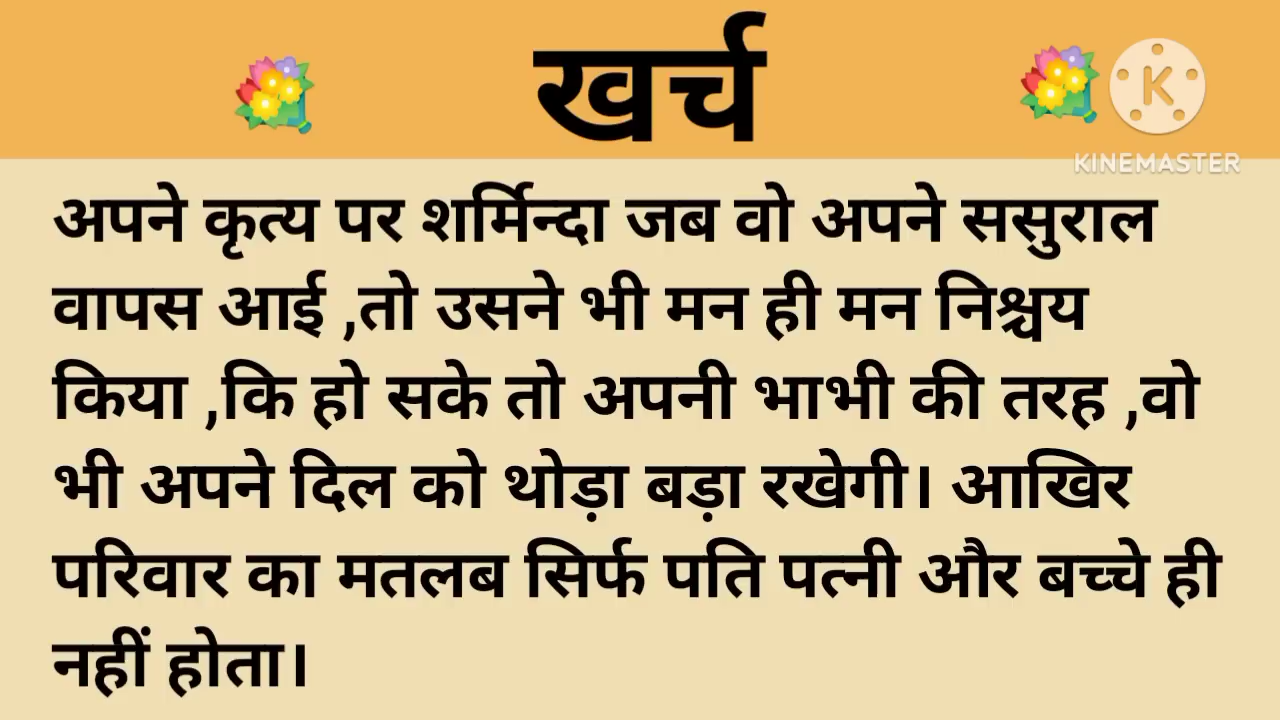 खर्च
KINEMASTER
अपने कृत्य पर शर्मिन्दा जब वो अपने ससुराल
वापस आई ,तो उसने भी मन ही मन निश्चय
किया ,कि हो सके तो अपनी भाभी की तरह ,वो
भी अपने दिल को थोड़ा बड़ा रखेगी। आखिर
परिवार का मतलब सिर्फ पति पत्नी और बच्चे ही
नहीं होता।